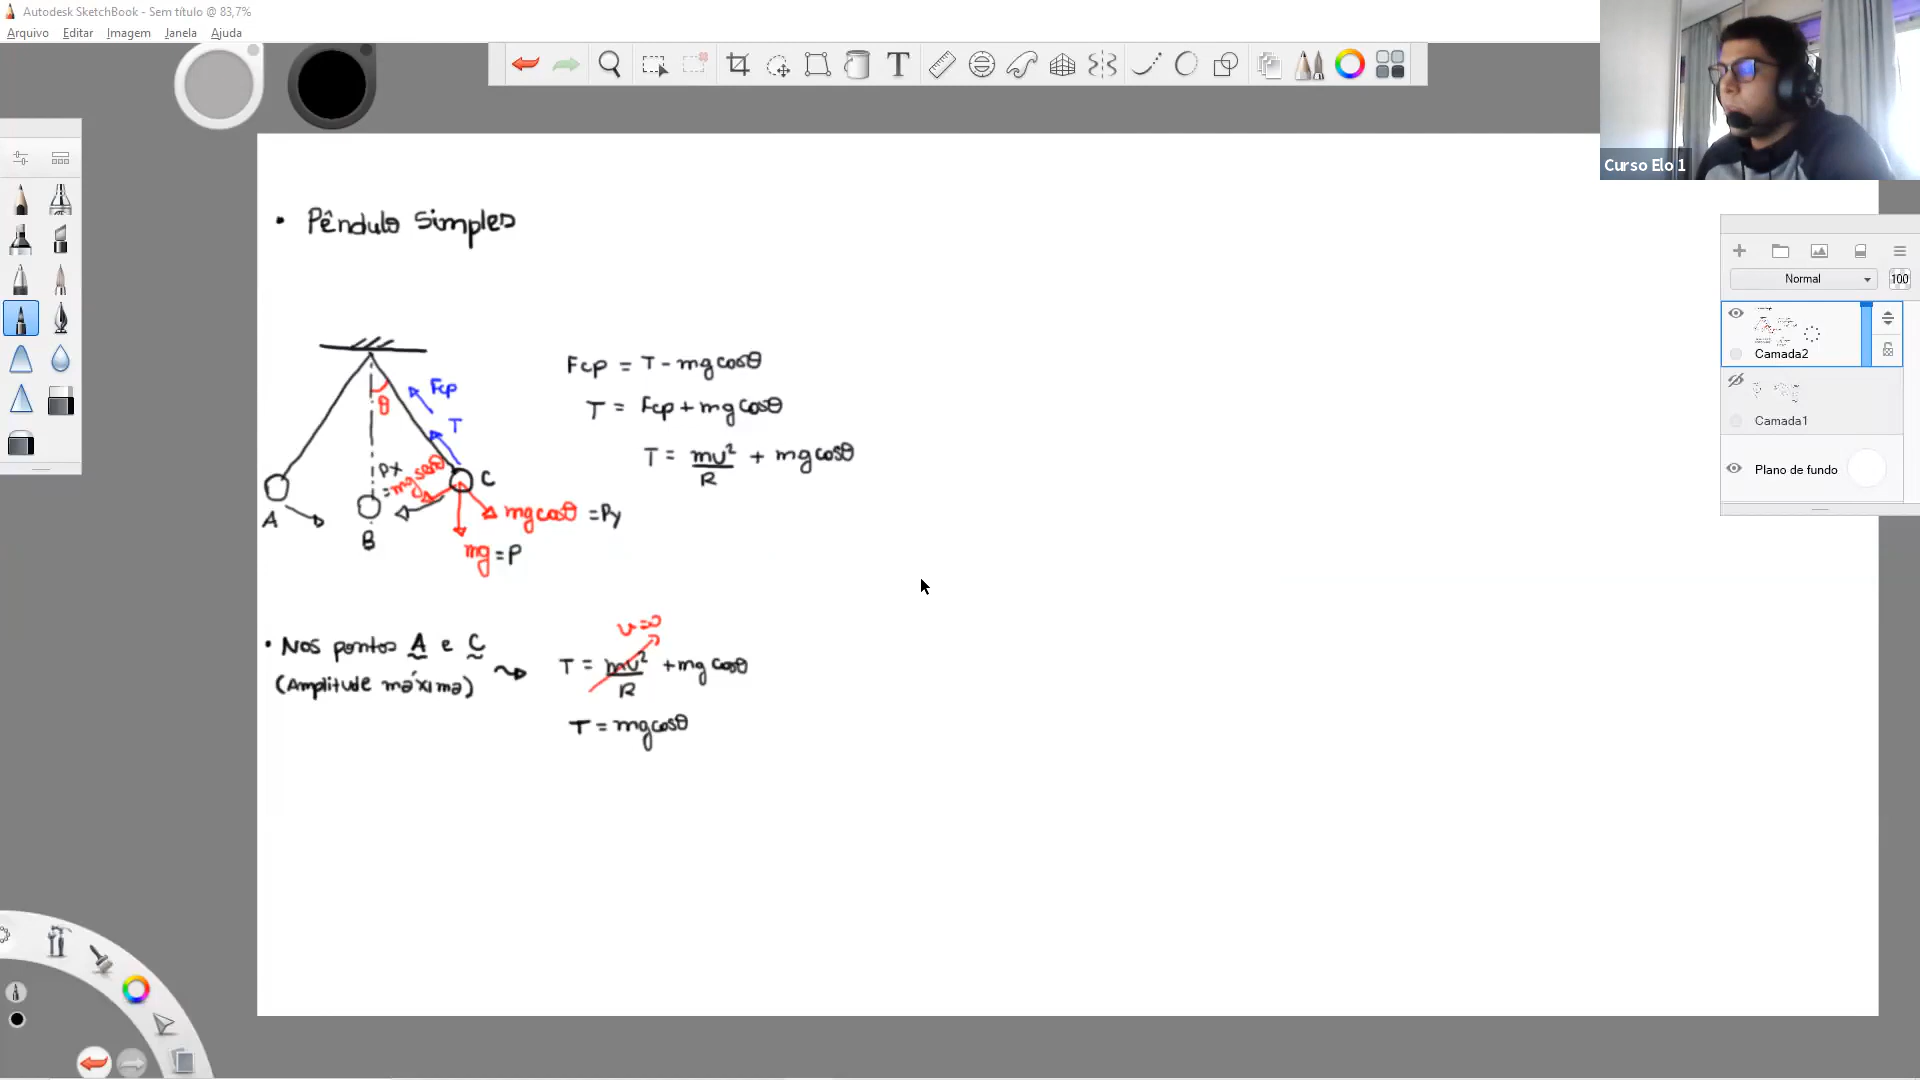 Autodesk SketchBook - Sem título @ 83,7%
Arquivo Editar Imagem Janela Ajuda
Curso Elo 1
• Pêndulo Simples
Fcp
θ
T
Px
= mg senθ
C
A
B
mg cosθ = Py
mg = P
Fcp = T - mg cosθ
T = Fcp + mg cosθ
T = mv²/R + mg cosθ
• Nos pontos A e C
(Amplitude máxima)
v=0
T = mv²/R + mg cosθ
T = mg cosθ
Normal 100
Camada2
Camada1
Plano de fundo